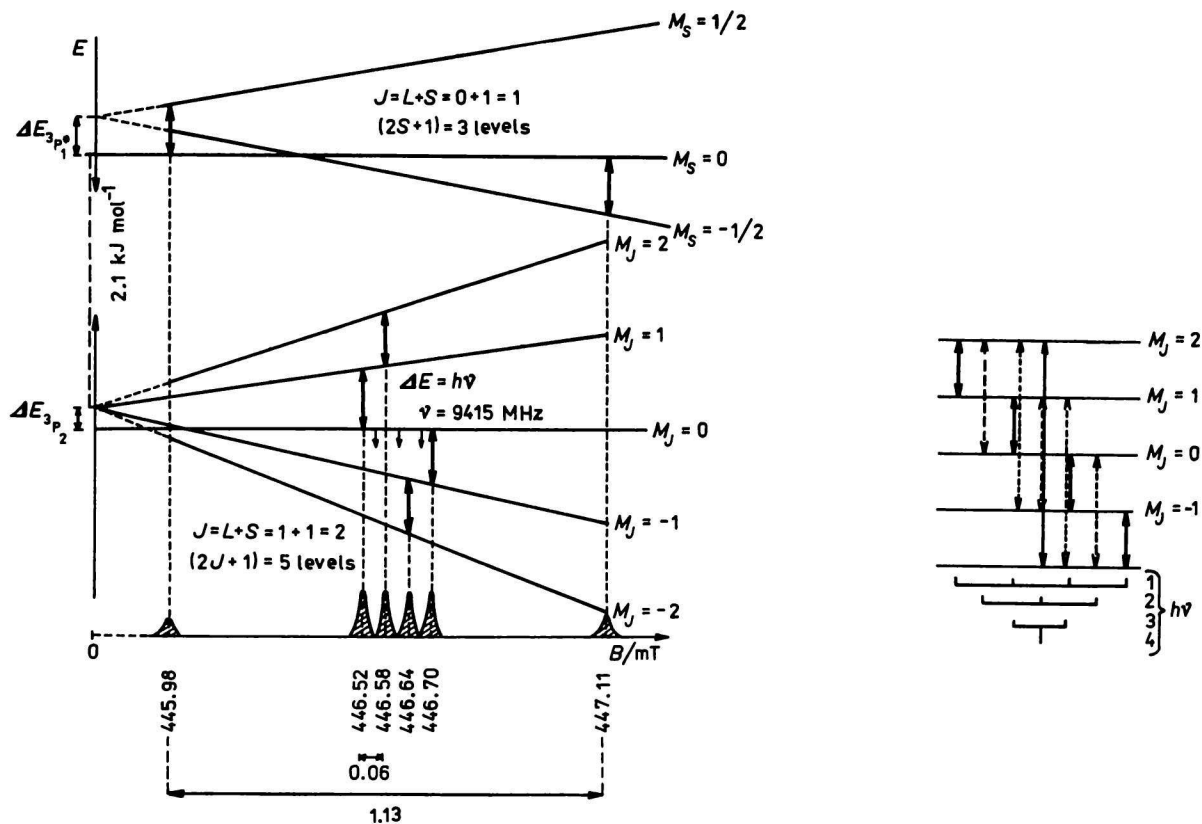 E
M_S = 1/2
J = L+S = 0+1 = 1
(2S+1) = 3 levels
ΔE_3P_1°
M_S = 0
2.1 kJ mol⁻¹
M_S = -1/2
M_J = 2
M_J = 1
ΔE = hν
ν = 9415 MHz
ΔE_3P_2
M_J = 0
M_J = -1
J = L+S = 1+1 = 2
(2J+1) = 5 levels
M_J = -2
0
B/mT
445.98
446.52
446.58
446.64
446.70
447.11
0.06
1.13
M_J = 2
M_J = 1
M_J = 0
M_J = -1
1
2
3
4
hν